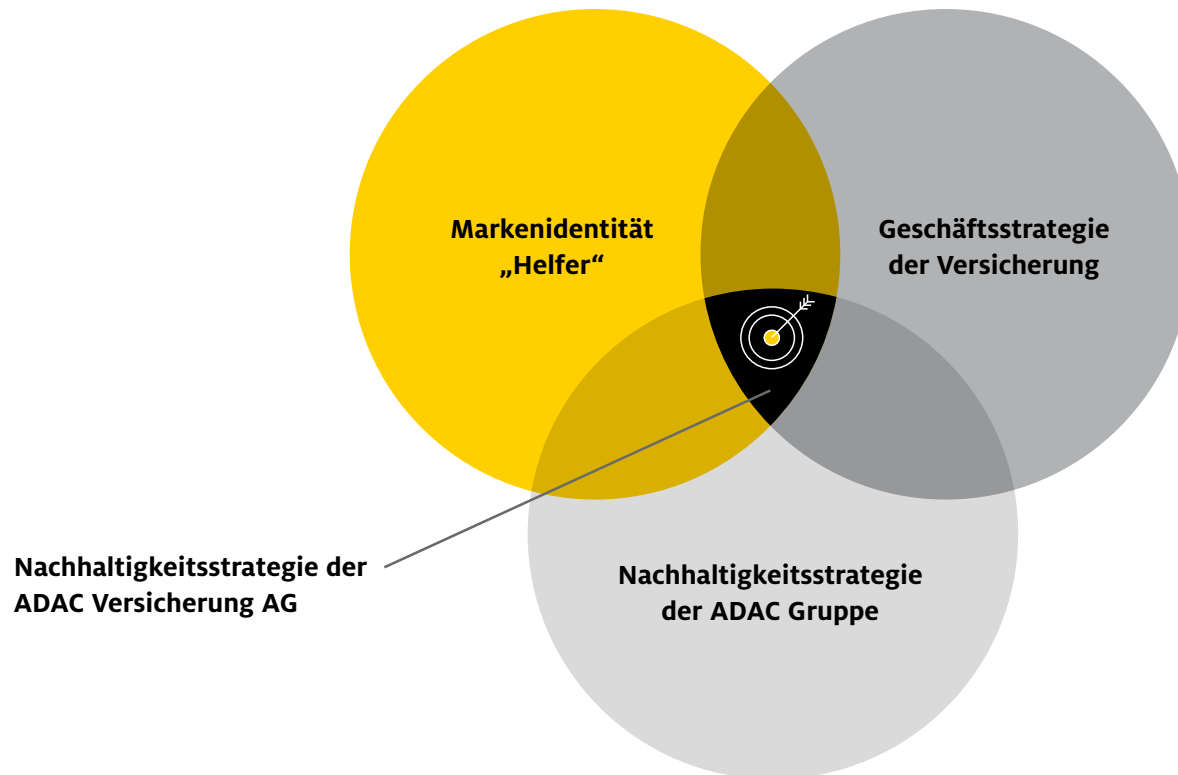 Markenidentität
„Helfer“
Geschäftsstrategie
der Versicherung
Nachhaltigkeitsstrategie der
ADAC Versicherung AG
Nachhaltigkeitsstrategie
der ADAC Gruppe